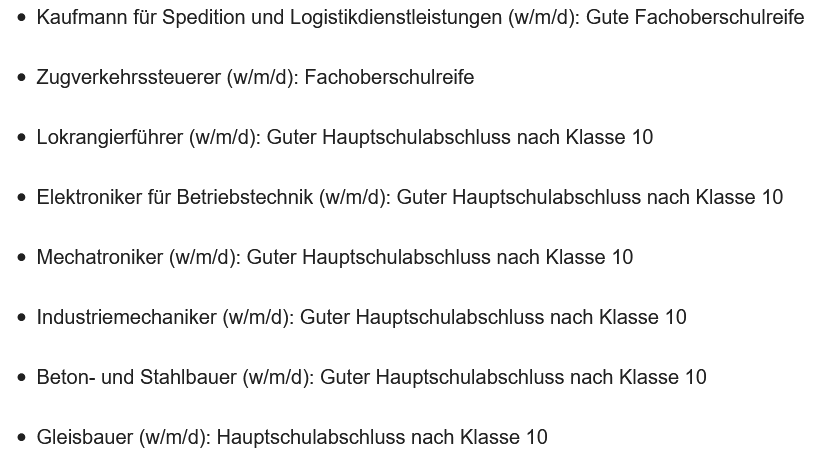 • Kaufmann für Spedition und Logistikdienstleistungen (w/m/d): Gute Fachoberschulreife
• Zugverkehrssteuerer (w/m/d): Fachoberschulreife
• Lokrangierführer (w/m/d): Guter Hauptschulabschluss nach Klasse 10
• Elektroniker für Betriebstechnik (w/m/d): Guter Hauptschulabschluss nach Klasse 10
• Mechatroniker (w/m/d): Guter Hauptschulabschluss nach Klasse 10
• Industriemechaniker (w/m/d): Guter Hauptschulabschluss nach Klasse 10
• Beton- und Stahlbauer (w/m/d): Guter Hauptschulabschluss nach Klasse 10
• Gleisbauer (w/m/d): Hauptschulabschluss nach Klasse 10